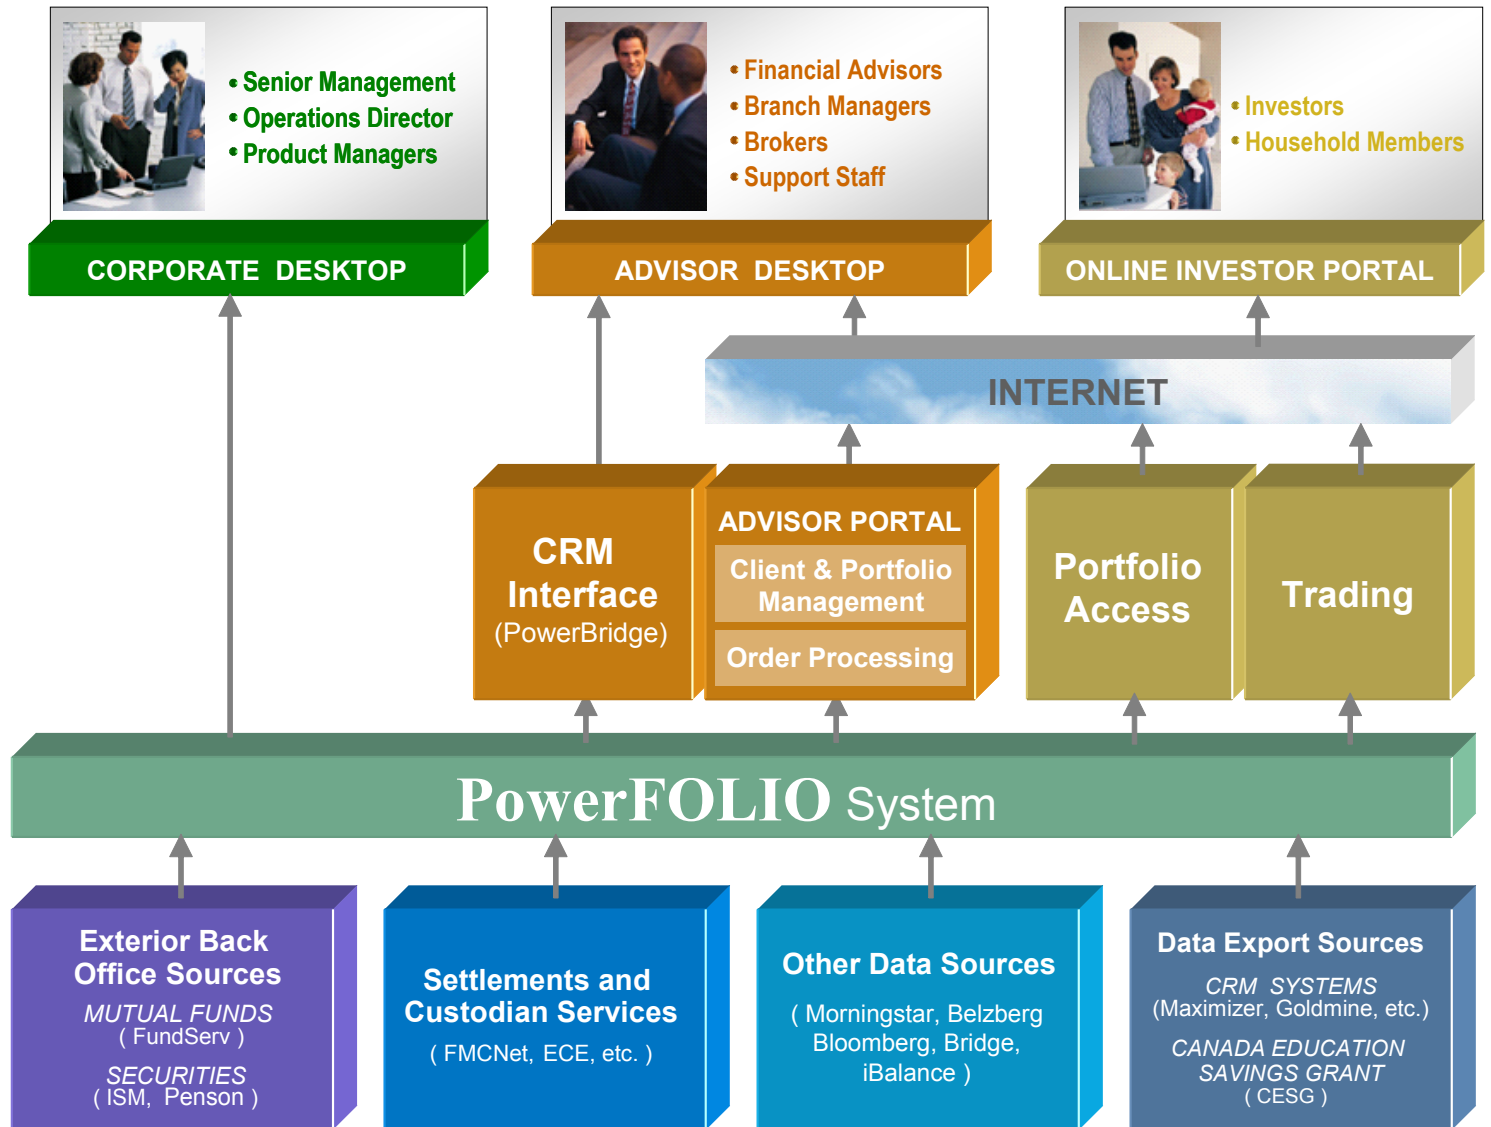 • Senior Management
• Operations Director
• Product Managers
CORPORATE DESKTOP
• Financial Advisors
• Branch Managers
• Brokers
• Support Staff
ADVISOR DESKTOP
• Investors
• Household Members
ONLINE INVESTOR PORTAL
INTERNET
CRM
Interface
(PowerBridge)
ADVISOR PORTAL
Client & Portfolio
Management
Order Processing
Portfolio
Access
Trading
PowerFOLIO System
Exterior Back
Office Sources
MUTUAL FUNDS
( FundServ )
SECURITIES
( ISM, Penson )
Settlements and
Custodian Services
( FMCNet, ECE, etc. )
Other Data Sources
( Morningstar, Belzberg
Bloomberg, Bridge,
iBalance )
Data Export Sources
CRM SYSTEMS
(Maximizer, Goldmine, etc.)
CANADA EDUCATION
SAVINGS GRANT
( CESG )